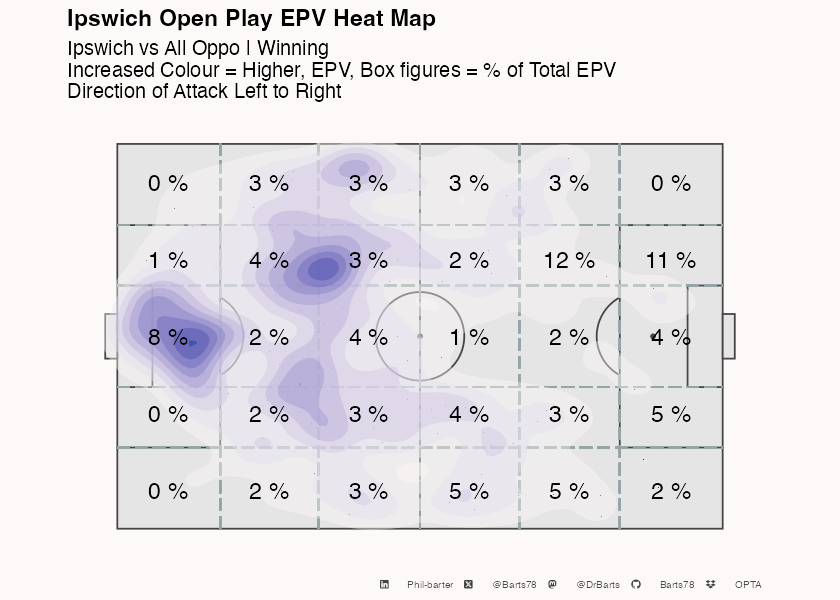 Ipswich Open Play EPV Heat Map
Ipswich vs All Oppo | Winning
Increased Colour = Higher, EPV, Box figures = % of Total EPV
Direction of Attack Left to Right
0 % 3 % 3 % 3 % 3 % 0 %
1 % 4 % 3 % 2 % 12 % 11 %
8 % 2 % 4 % 1 % 2 % 4 %
0 % 2 % 3 % 4 % 3 % 5 %
0 % 2 % 3 % 5 % 5 % 2 %
Phil-barter @Barts78 @DrBarts Barts78 OPTA